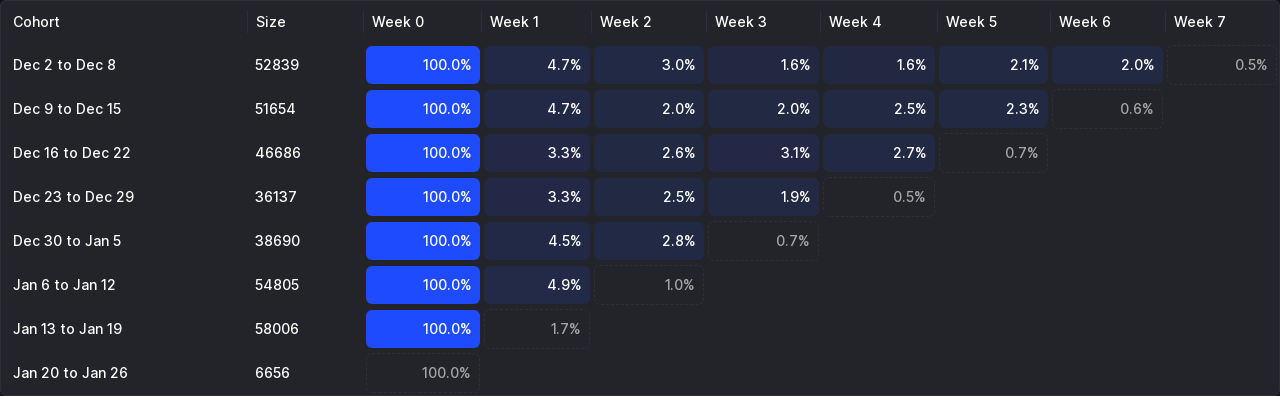 Cohort Size Week 0 Week 1 Week 2 Week 3 Week 4 Week 5 Week 6 Week 7
Dec 2 to Dec 8 52839 100.0% 4.7% 3.0% 1.6% 1.6% 2.1% 2.0% 0.5%
Dec 9 to Dec 15 51654 100.0% 4.7% 2.0% 2.0% 2.5% 2.3% 0.6%
Dec 16 to Dec 22 46686 100.0% 3.3% 2.6% 3.1% 2.7% 0.7%
Dec 23 to Dec 29 36137 100.0% 3.3% 2.5% 1.9% 0.5%
Dec 30 to Jan 5 38690 100.0% 4.5% 2.8% 0.7%
Jan 6 to Jan 12 54805 100.0% 4.9% 1.0%
Jan 13 to Jan 19 58006 100.0% 1.7%
Jan 20 to Jan 26 6656 100.0%